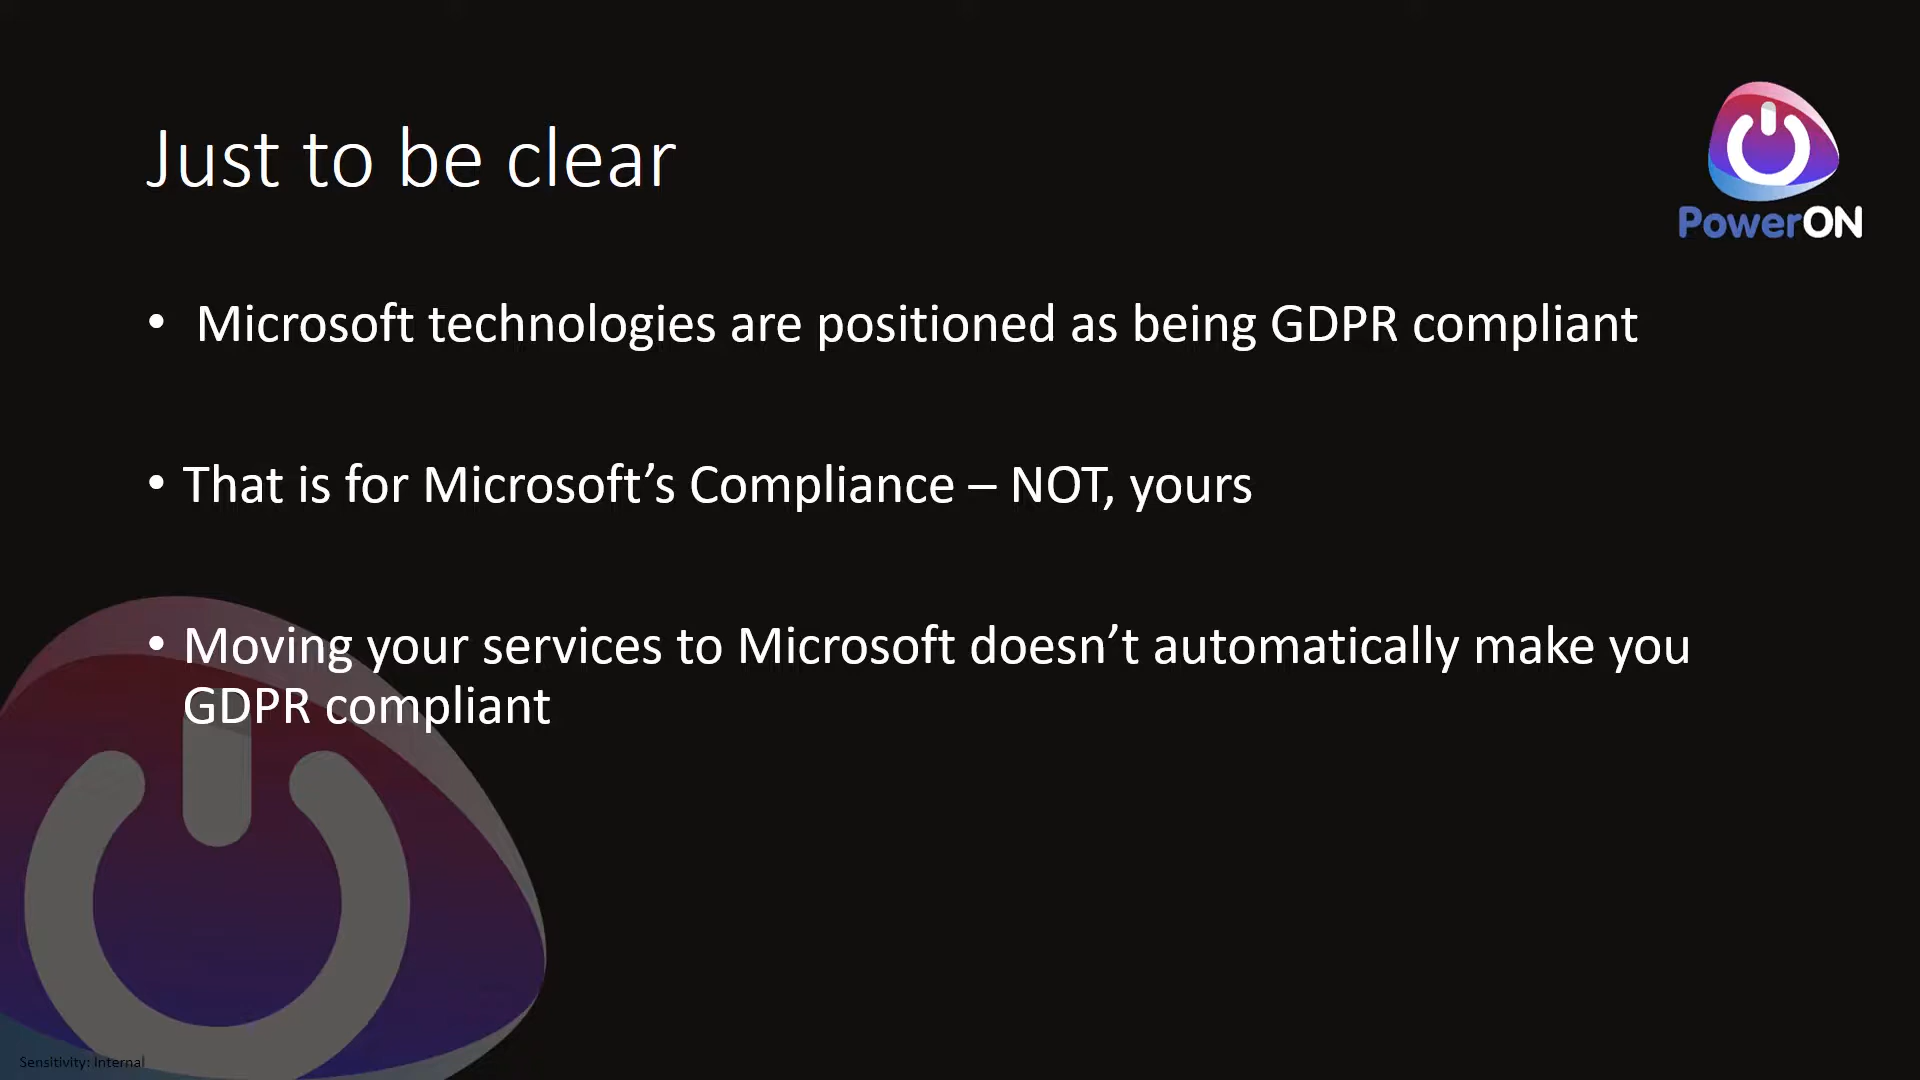 Just to be clear
PowerON
• Microsoft technologies are positioned as being GDPR compliant
• That is for Microsoft’s Compliance – NOT, yours
• Moving your services to Microsoft doesn’t automatically make you
GDPR compliant
Sensitivity: Internal